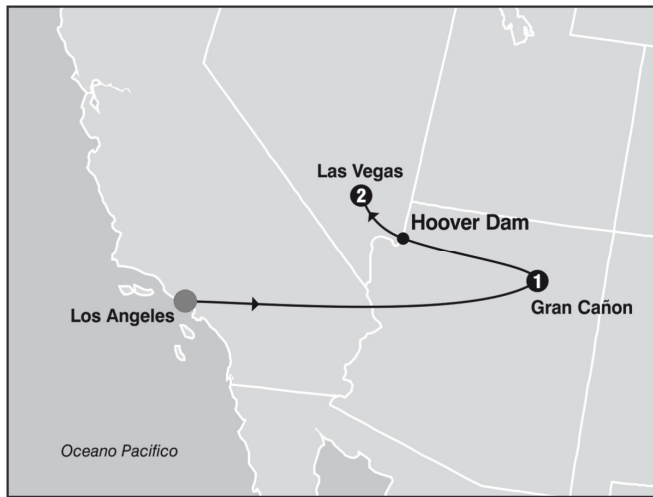 Las Vegas
2
Hoover Dam
1
Gran Cañon
Los Angeles
Oceano Pacifico